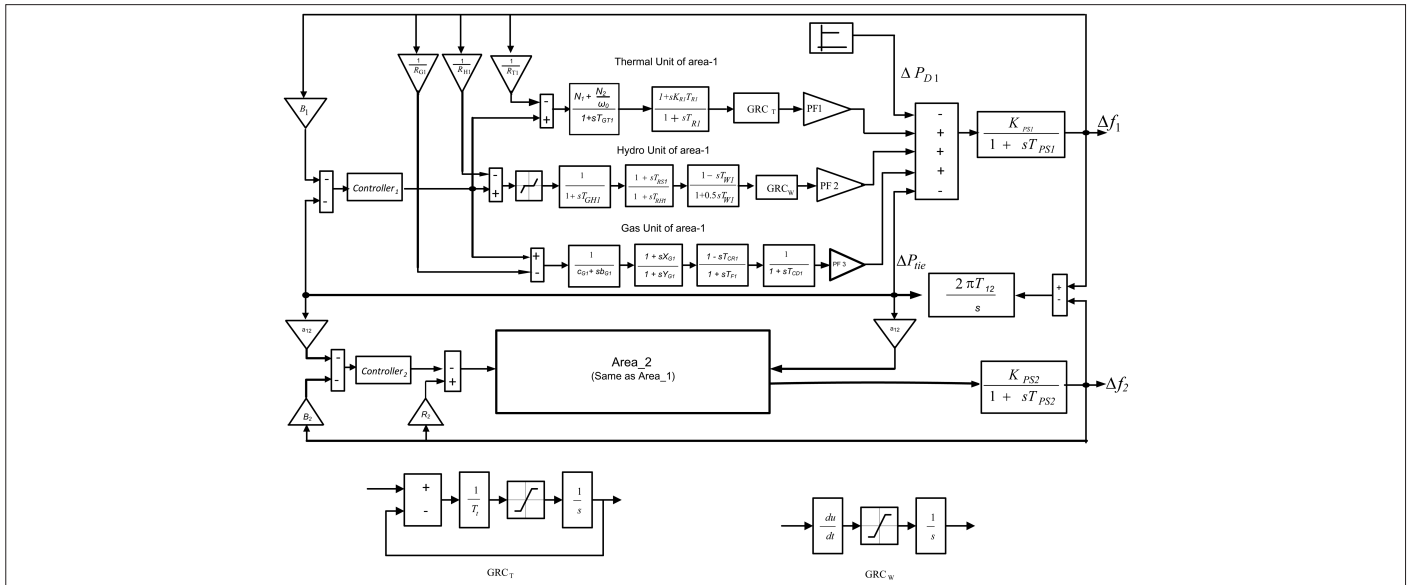 1
R_G1
1
R_H1
1
R_T1
Thermal Unit of area-1
Δ P_D 1
B_1
N_1 + N_2
ω_0
1+sT_GT1
1+sK_R1T_R1
1 + sT_R1
GRC_T
PF1
-
+
-
+
+
+
-
K_PS1
1 + sT_PS1
Δf_1
Hydro Unit of area-1
-
-
Controller_1
-
+
1
1+ sT_GH1
1 + sT_RS1
1 + sT_RH1
1 - sT_W1
1+0.5sT_W1
GRC_W
PF 2
Gas Unit of area-1
+
-
1
c_G1 + sb_G1
1 + sX_G1
1 + sY_G1
1 - sT_CR1
1 + sT_F1
1
1 + sT_CD1
PF 3
ΔP_tie
2 πT_12
s
+
-
a_12
a_12
-
-
Controller_2
-
+
Area_2
(Same as Area_1)
K_PS2
1 + sT_PS2
Δf_2
B_2
R_2
+
-
1
T_t
1
s
GRC_T
du
dt
1
s
GRC_W